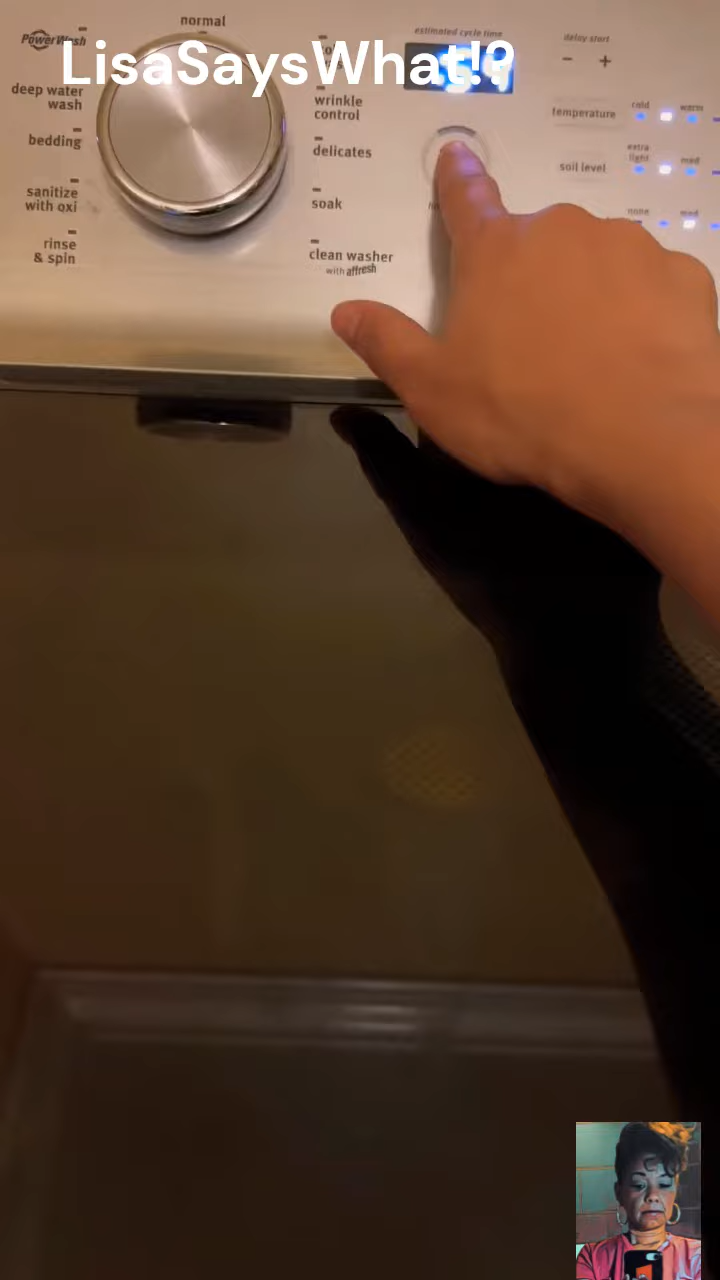 normal
PowerWash
LisaSaysWhat!?
estimated cycle time
delay start
- +
deep water
wash
wrinkle
control
temperature
cold
warm
bedding
delicates
extra
light
med
soil level
sanitize
with oxi
soak
none
med
rinse
& spin
clean washer
with affresh